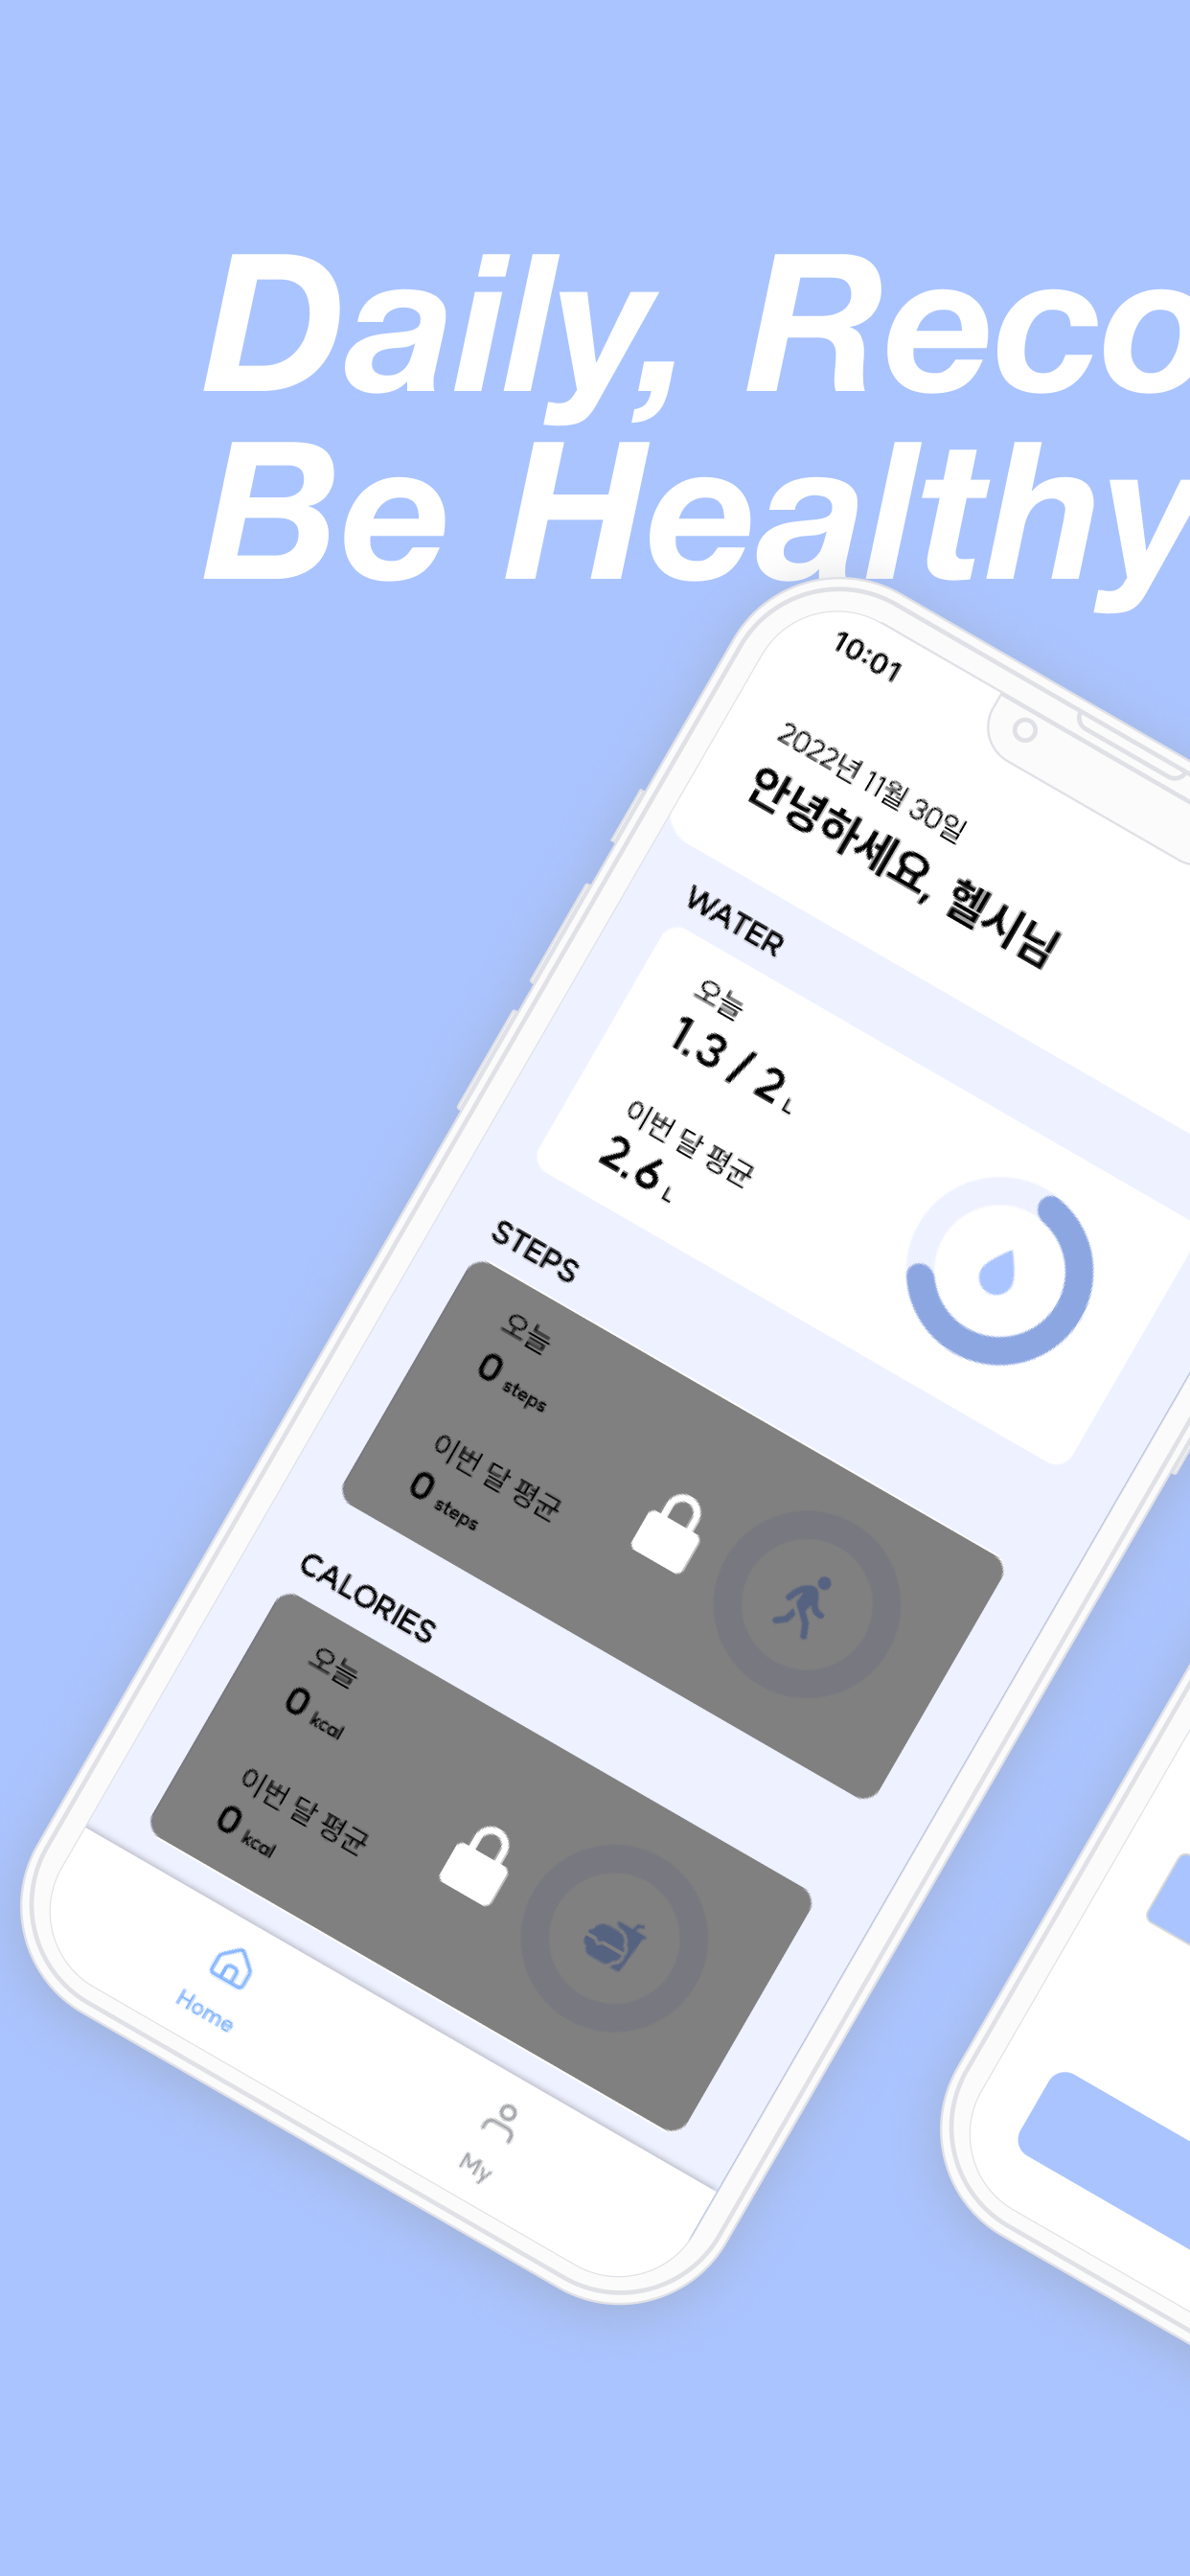 Daily, Reco
Be Healthy
10:01
2022년 11월 30일
안녕하세요, 헬시님
WATER
오늘
1.3 / 2 L
이번 달 평균
2.6 L
STEPS
오늘
0 steps
이번 달 평균
0 steps
CALORIES
오늘
0 kcal
이번 달 평균
0 kcal
Home
My